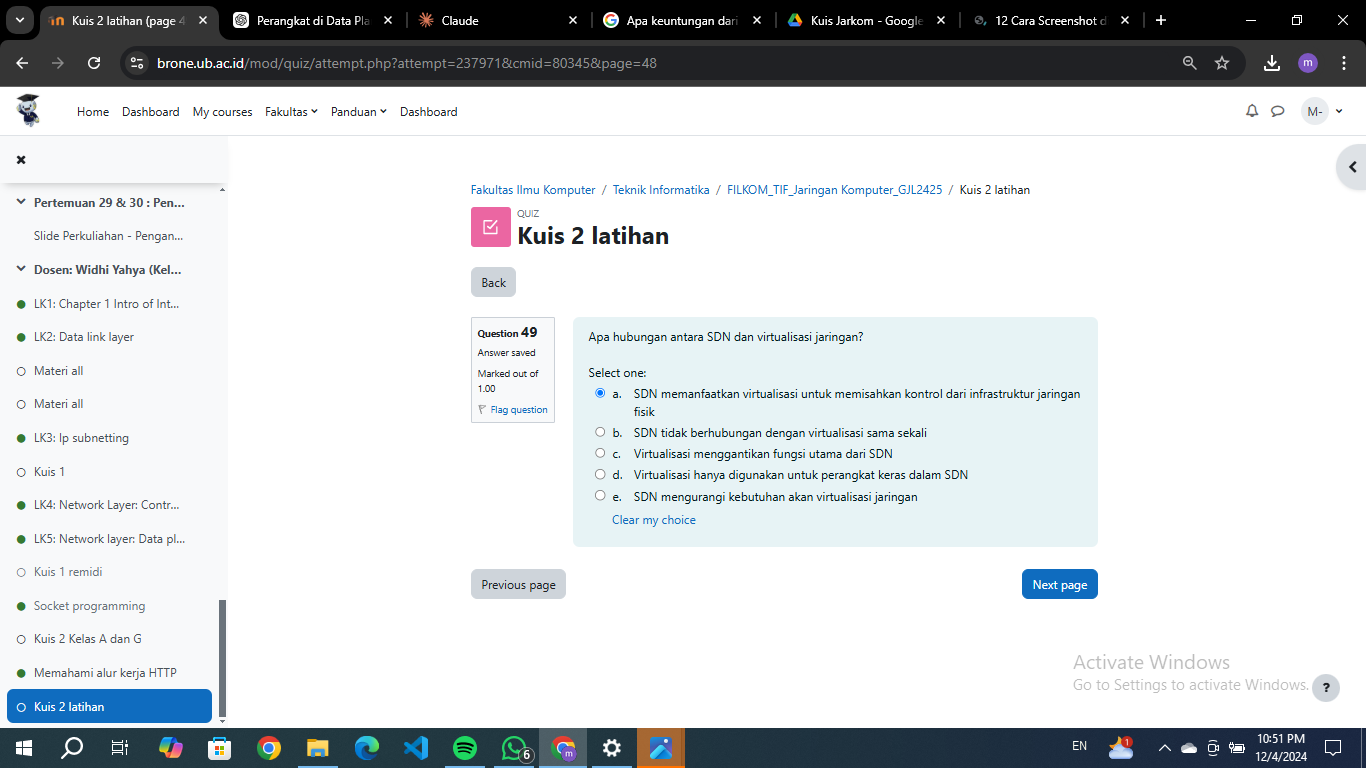 Kuis 2 latihan (page 4
Perangkat di Data Pla
Claude
Apa keuntungan dari
Kuis Jarkom - Google
12 Cara Screenshot d
brone.ub.ac.id/mod/quiz/attempt.php?attempt=237971&cmid=80345&page=48
m
Home Dashboard My courses Fakultas Panduan Dashboard
M-
Pertemuan 29 & 30 : Pen...
Slide Perkuliahan - Pengan...
Dosen: Widhi Yahya (Kel...
LK1: Chapter 1 Intro of Int...
LK2: Data link layer
Materi all
Materi all
LK3: Ip subnetting
Kuis 1
LK4: Network Layer: Contr...
LK5: Network layer: Data pl...
Kuis 1 remidi
Socket programming
Kuis 2 Kelas A dan G
Memahami alur kerja HTTP
Kuis 2 latihan
Fakultas Ilmu Komputer / Teknik Informatika / FILKOM_TIF_Jaringan Komputer_GJL2425 / Kuis 2 latihan
QUIZ
Kuis 2 latihan
Back
Question 49
Answer saved
Marked out of
1.00
Flag question
Apa hubungan antara SDN dan virtualisasi jaringan?
Select one:
a. SDN memanfaatkan virtualisasi untuk memisahkan kontrol dari infrastruktur jaringan
fisik
b. SDN tidak berhubungan dengan virtualisasi sama sekali
c. Virtualisasi menggantikan fungsi utama dari SDN
d. Virtualisasi hanya digunakan untuk perangkat keras dalam SDN
e. SDN mengurangi kebutuhan akan virtualisasi jaringan
Clear my choice
Previous page
Next page
Activate Windows
Go to Settings to activate Windows.
?
6
m
EN
1
10:51 PM
12/4/2024